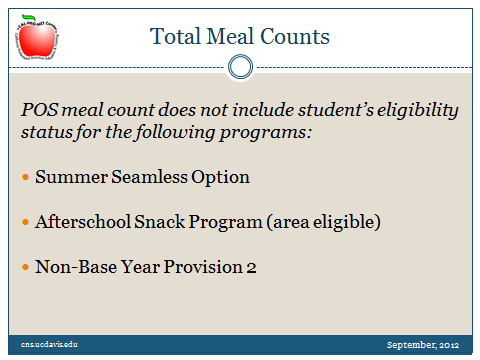 Total Meal Counts
POS meal count does not include student's eligibility
status for the following programs:
• Summer Seamless Option
• Afterschool Snack Program (area eligible)
• Non-Base Year Provision 2
cns.ucdavis.edu
September, 2012